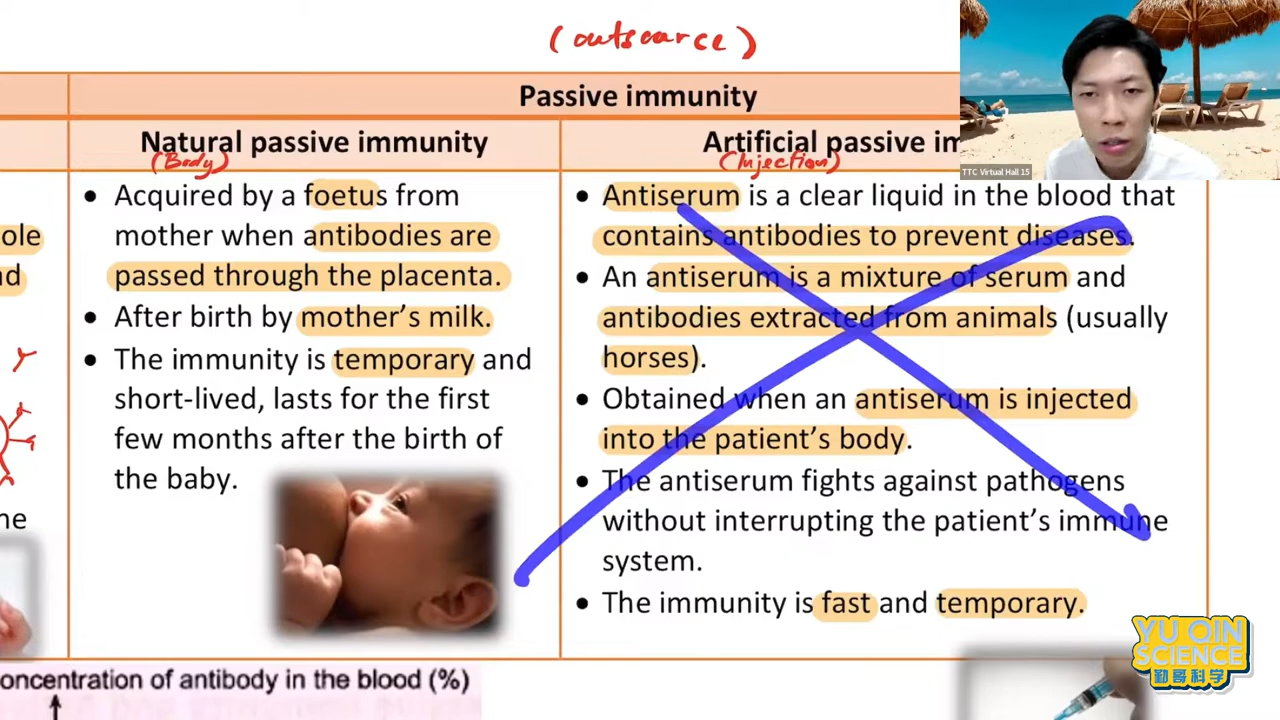 (outsource)
Passive immunity
Natural passive immunity
(Body)
Artificial passive im
(Injection)
TTC Virtual Hall 15
ole
nd
he
• Acquired by a foetus from
mother when antibodies are
passed through the placenta.
• After birth by mother's milk.
• The immunity is temporary and
short-lived, lasts for the first
few months after the birth of
the baby.
• Antiserum is a clear liquid in the blood that
contains antibodies to prevent diseases.
• An antiserum is a mixture of serum and
antibodies extracted from animals (usually
horses).
• Obtained when an antiserum is injected
into the patient's body.
• The antiserum fights against pathogens
without interrupting the patient's immune
system.
• The immunity is fast and temporary.
oncentration of antibody in the blood (%)
YU QIN
SCIENCE
勤哥科学